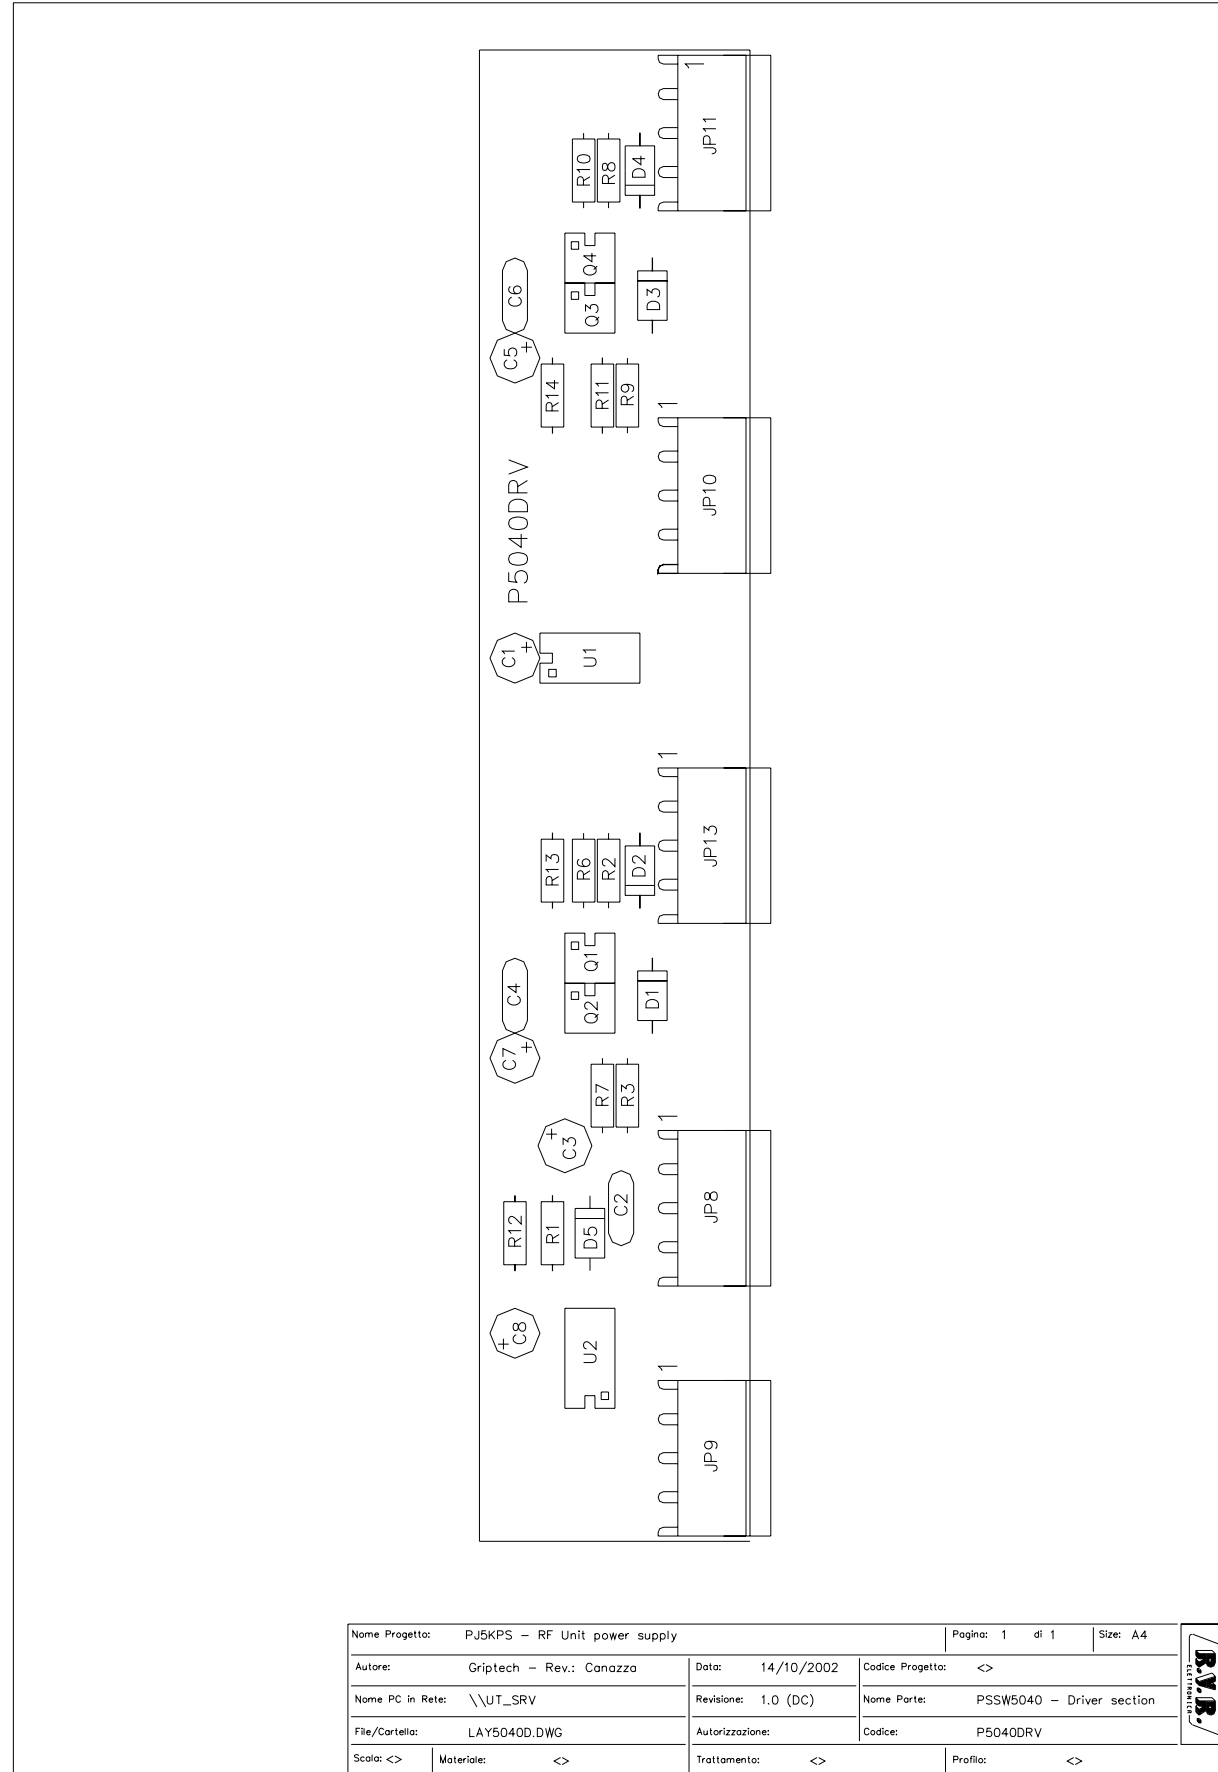 1
JP11
R10
R8
D4
Q4
Q3
D3
C6
C5
+
R14
R11
R9
1
JP10
P5040DRV
C1
+
U1
1
JP13
R13
R6
R2
D2
Q1
Q2
D1
C4
C7
+
R7
R3
1
C3
+
JP8
C2
R12
R1
D5
C8
+
U2
1
JP9
Nome Progetto: PJ5KPS – RF Unit power supply Pagina: 1 di 1 Size: A4
Autore: Griptech – Rev.: Canazza Data: 14/10/2002 Codice Progetto: <>
Nome PC in Rete: \\UT_SRV Revisione: 1.0 (DC) Nome Parte: PSSW5040 – Driver section
File/Cartella: LAY5040D.DWG Autorizzazione: Codice: P5040DRV
Scala: <> Materiale: <> Trattamento: <> Profilo: <>
R.V.R.
ELETTRONICA